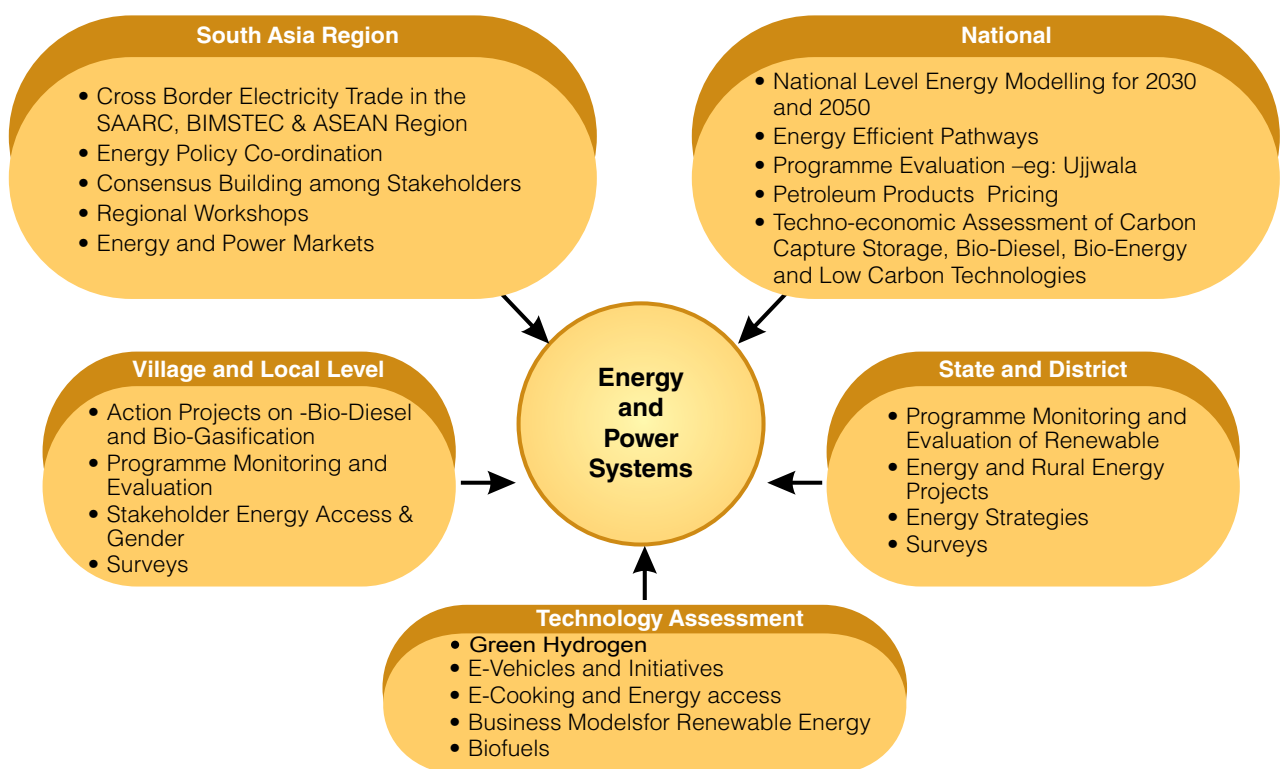 South Asia Region
• Cross Border Electricity Trade in the
SAARC, BIMSTEC & ASEAN Region
• Energy Policy Co-ordination
• Consensus Building among Stakeholders
• Regional Workshops
• Energy and Power Markets
National
• National Level Energy Modelling for 2030
and 2050
• Energy Efficient Pathways
• Programme Evaluation –eg: Ujjwala
• Petroleum Products  Pricing
• Techno-economic Assessment of Carbon
Capture Storage, Bio-Diesel, Bio-Energy
and Low Carbon Technologies
Village and Local Level
• Action Projects on -Bio-Diesel
and Bio-Gasification
• Programme Monitoring and
Evaluation
• Stakeholder Energy Access &
Gender
• Surveys
Energy
and
Power
Systems
State and District
• Programme Monitoring and
Evaluation of Renewable
• Energy and Rural Energy
Projects
• Energy Strategies
• Surveys
Technology Assessment
• Green Hydrogen
• E-Vehicles and Initiatives
• E-Cooking and Energy access
• Business Modelsfor Renewable Energy
• Biofuels